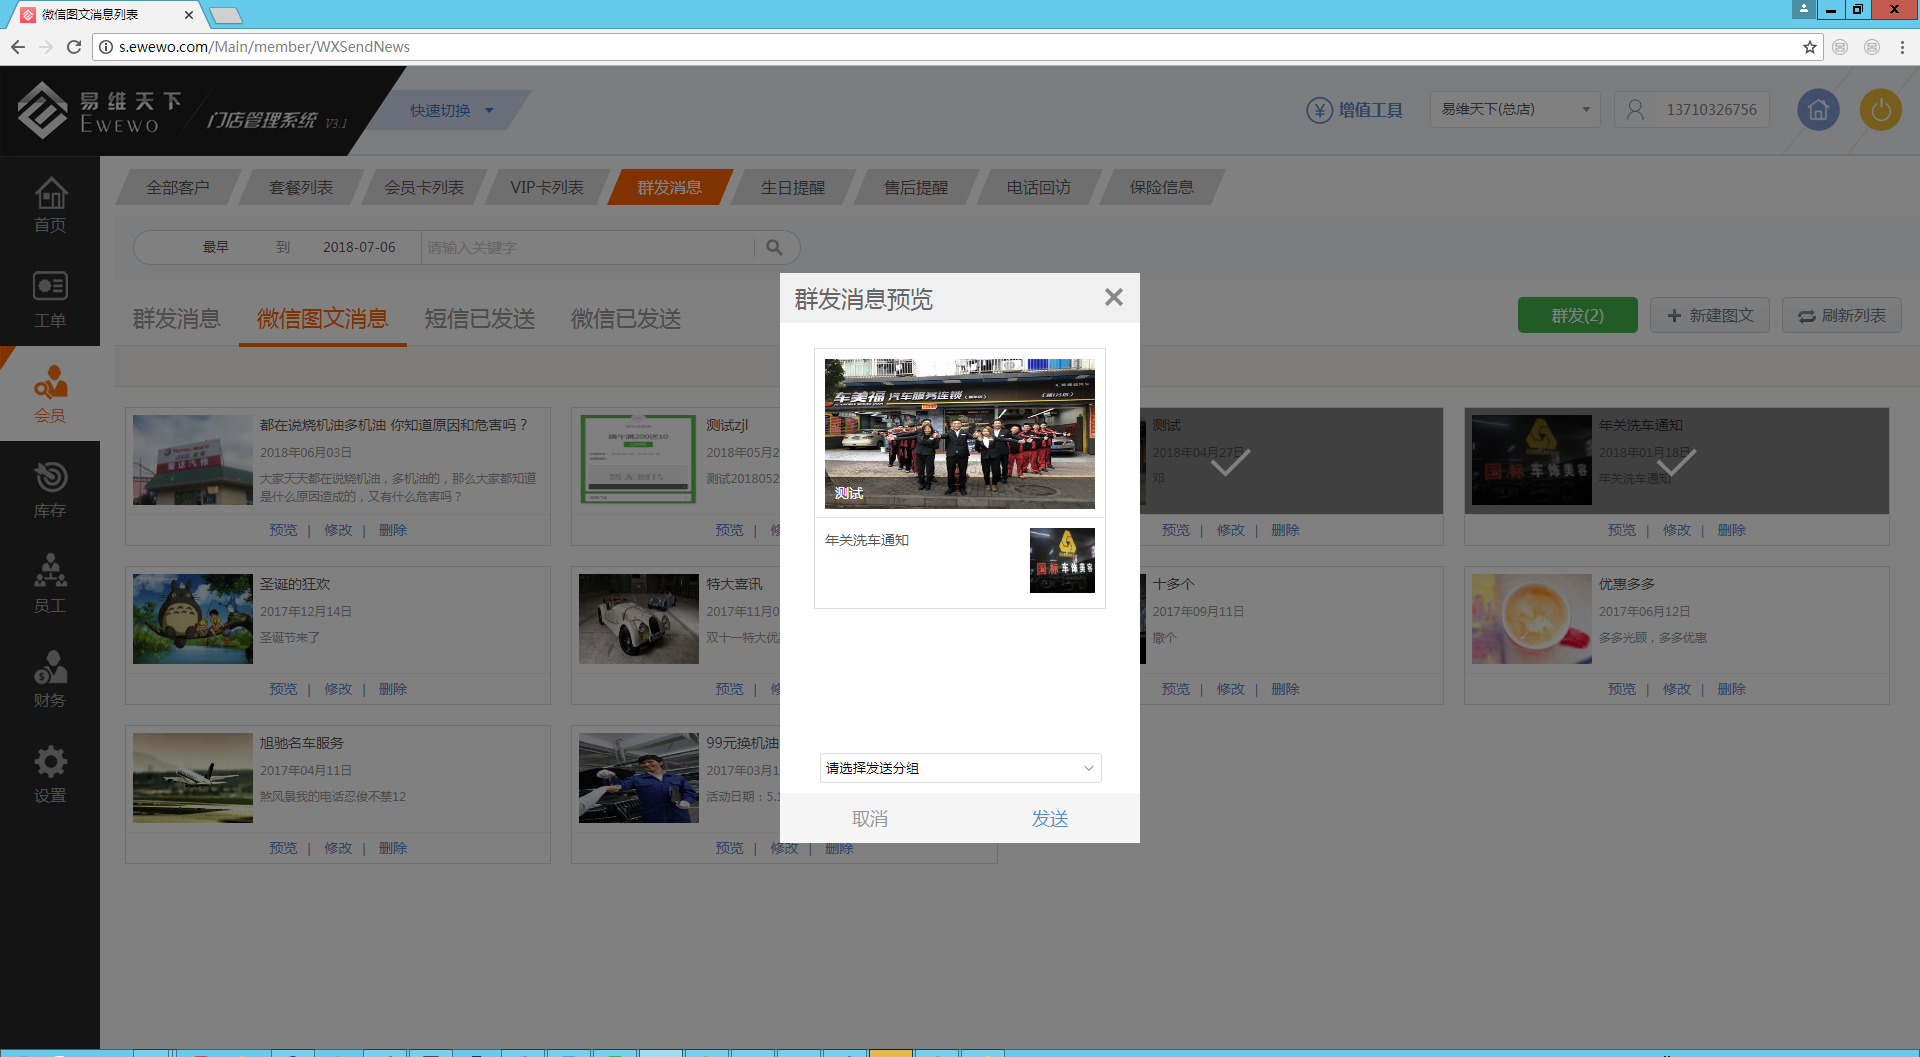 微信图文消息列表
s.ewewo.com/Main/member/WXSendNews
易维天下
EWEWO
门店管理系统 V3.1
快速切换
增值工具
易维天下(总店)
13710326756
首页
工单
会员
库存
员工
财务
设置
全部客户
套餐列表
会员卡列表
VIP卡列表
群发消息
生日提醒
售后提醒
电话回访
保险信息
最早 到 2018-07-06 请输入关键字
群发消息
微信图文消息
短信已发送
微信已发送
群发(2)
新建图文
刷新列表
都在说烧机油多机油 你知道原因和危害吗？
2018年06月03日
大家天天都在说烧机油，多机油的，那么大家都知道
是什么原因造成的，又有什么危害吗？
预览 | 修改 | 删除
测试zjl
2018年05月2
测试2018052
预览 |
测试
2018年04月27日
邓
预览 | 修改 | 删除
年关洗车通知
2018年01月18日
年关洗车通知
国标 车饰美容
预览 | 修改 | 删除
圣诞的狂欢
2017年12月14日
圣诞节来了
预览 | 修改 | 删除
特大喜讯
2017年11月0
双十一特大优
预览 |
十多个
2017年09月11日
撒个
预览 | 修改 | 删除
优惠多多
2017年06月12日
多多光顾，多多优惠
预览 | 修改 | 删除
旭驰名车服务
2017年04月11日
煞风景我的电话忍俊不禁12
预览 | 修改 | 删除
99元换机油
2017年03月1
活动日期：5.1
预览 | 修改 | 删除
群发消息预览
车美福 汽车服务连锁
测试
年关洗车通知
国标 车饰美容
请选择发送分组
取消
发送